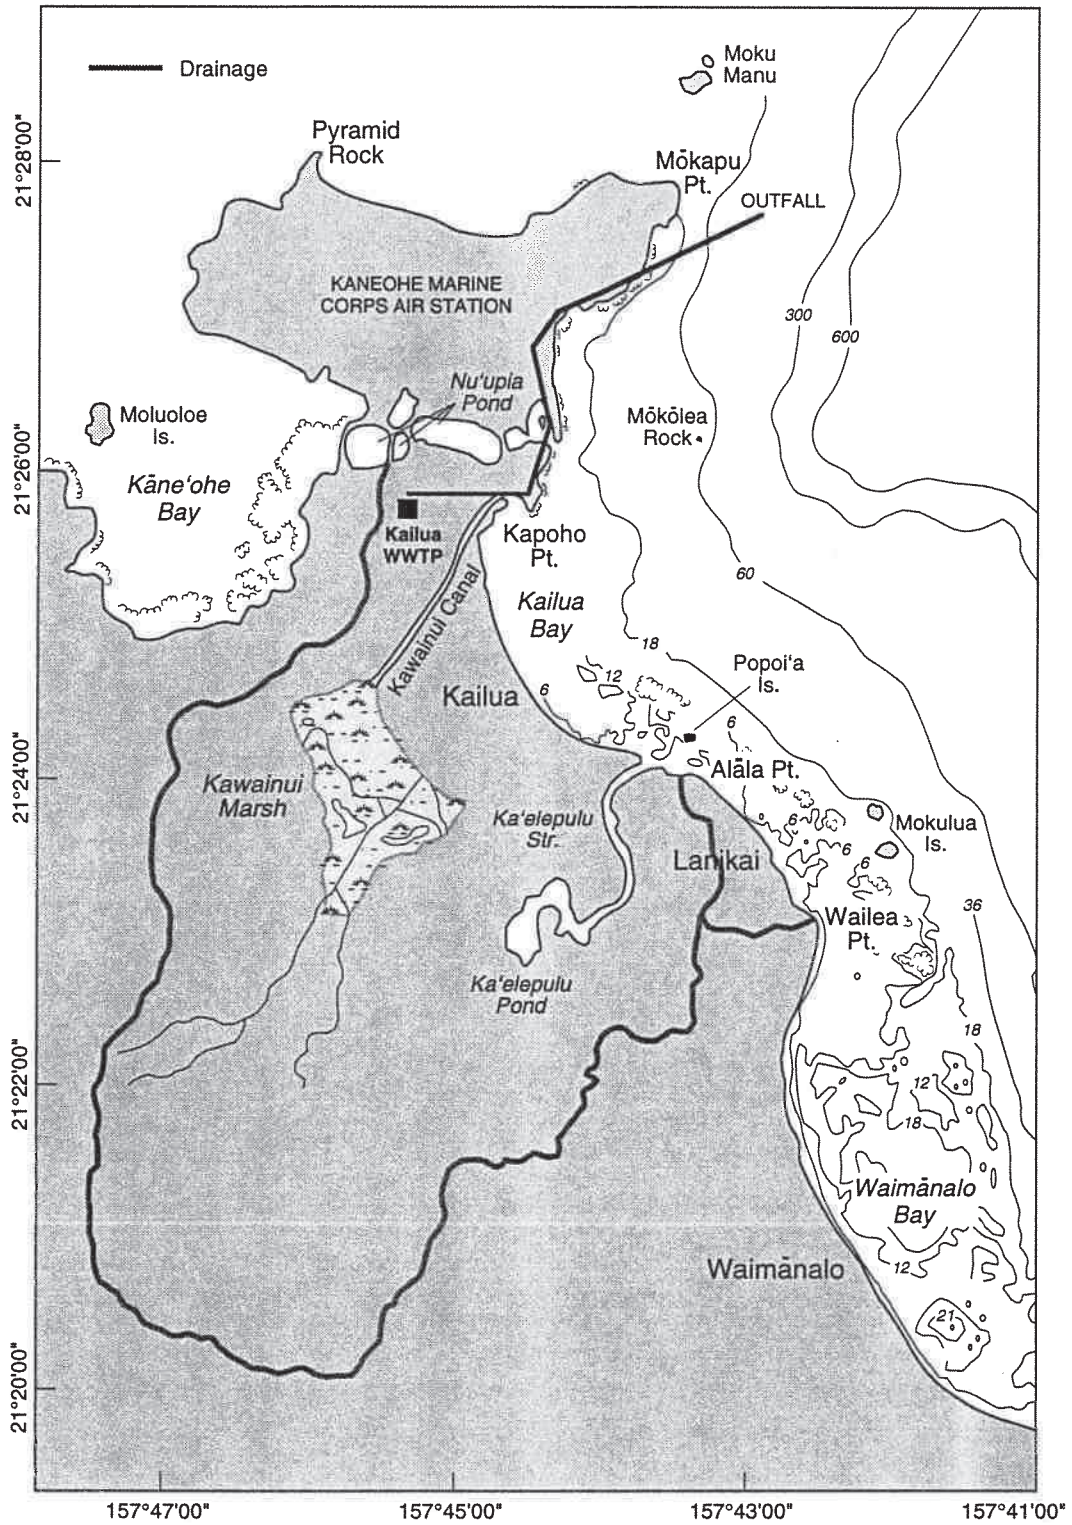 Drainage
Moku
Manu
Pyramid
Rock
Mōkapu
Pt.
OUTFALL
KANEOHE MARINE
CORPS AIR STATION
300
600
Nu'upia
Pond
Moluoloe
Is.
Mōkōlea
Rock
Kāne'ohe
Bay
Kailua
WWTP
Kapoho
Pt.
60
Kawainui Canal
Kailua
Bay
18
Popoi'a
Is.
12
6
Kailua
6
Alāla Pt.
Kawainui
Marsh
Ka'elepulu
Str.
6
Mokulua
Is.
6
6
Lanikai
36
Wailea
Pt.
Ka'elepulu
Pond
18
12
18
Waimānalo
Bay
12
Waimānalo
21
21°28'00"
21°26'00"
21°24'00"
21°22'00"
21°20'00"
157°47'00"
157°45'00"
157°43'00"
157°41'00"